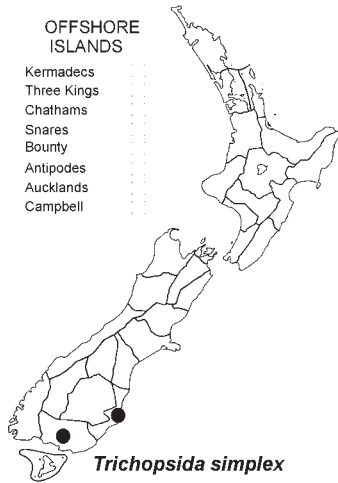 OFFSHORE
ISLANDS
Kermadecs
Three Kings
Chathams
Snares
Bounty
Antipodes
Aucklands
Campbell
Trichopsida simplex